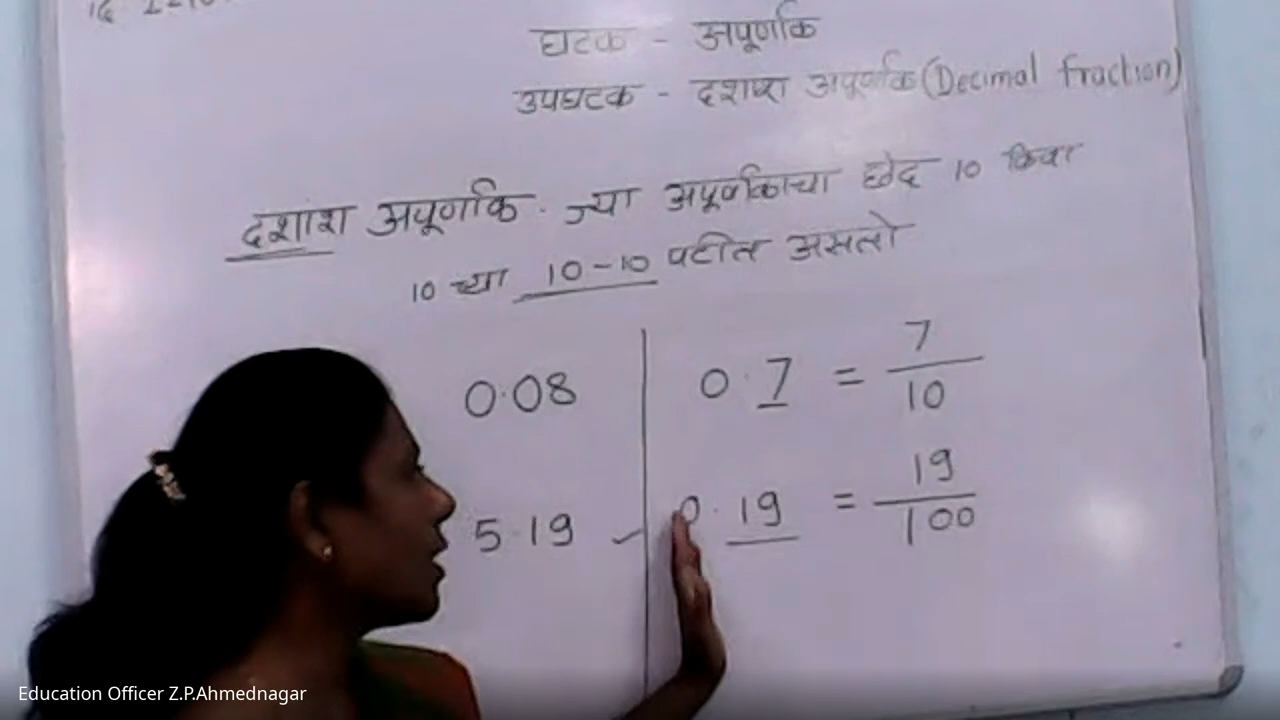 घटक - अपूर्णांक
उपघटक - दशांश अपूर्णांक (Decimal fraction)
दशांश अपूर्णांक . ज्या अपूर्णांकाचा छेद 10 किंवा
10 च्या 10-10 पटीत असतो
0.08
0.7 = 7/10
5.19
0.19 = 19/100
Education Officer Z.P.Ahmednagar